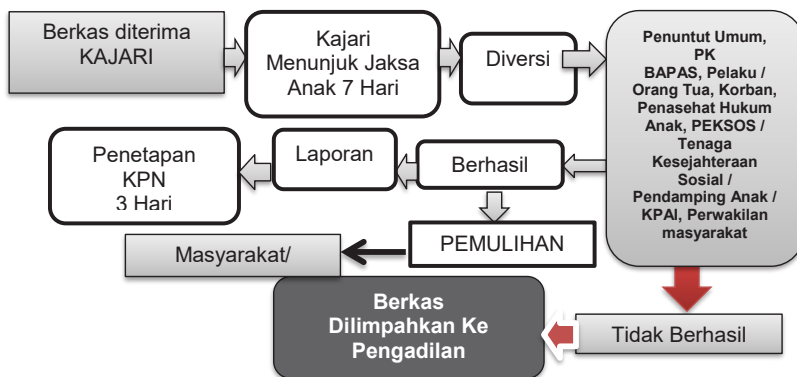 Berkas diterima
KAJARI
Kajari
Menunjuk Jaksa
Anak 7 Hari
Diversi
Penuntut Umum,
PK
BAPAS, Pelaku /
Orang Tua, Korban,
Penasehat Hukum
Anak, PEKSOS /
Tenaga
Kesejahteraan
Sosial /
Pendamping Anak /
KPAI, Perwakilan
masyarakat
Berhasil
Laporan
Penetapan
KPN
3 Hari
PEMULIHAN
Masyarakat/
Tidak Berhasil
Berkas
Dilimpahkan Ke
Pengadilan